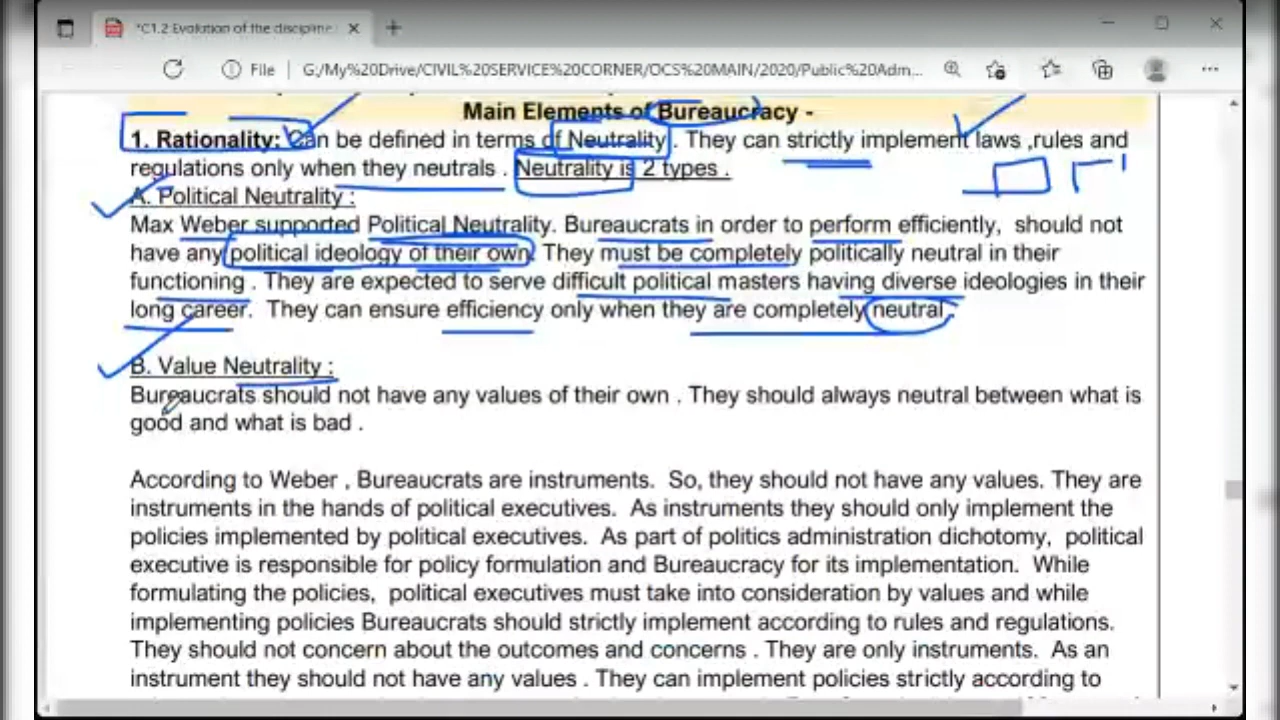 *C1.2 Evolution of the discipline
File G:/My%20Drive/CIVIL%20SERVICE%20CORNER/OCS%20MAIN/2020/Public%20Adm...
Main Elements of Bureaucracy -
1. Rationality: Can be defined in terms of Neutrality . They can strictly implement laws ,rules and
regulations only when they neutrals . Neutrality is 2 types .
A. Political Neutrality :
Max Weber supported Political Neutrality. Bureaucrats in order to perform efficiently, should not
have any political ideology of their own. They must be completely politically neutral in their
functioning . They are expected to serve difficult political masters having diverse ideologies in their
long career. They can ensure efficiency only when they are completely neutral.
B. Value Neutrality :
Bureaucrats should not have any values of their own . They should always neutral between what is
good and what is bad .
According to Weber , Bureaucrats are instruments. So, they should not have any values. They are
instruments in the hands of political executives. As instruments they should only implement the
policies implemented by political executives. As part of politics administration dichotomy, political
executive is responsible for policy formulation and Bureaucracy for its implementation. While
formulating the policies, political executives must take into consideration by values and while
implementing policies Bureaucrats should strictly implement according to rules and regulations.
They should not concern about the outcomes and concerns . They are only instruments. As an
instrument they should not have any values . They can implement policies strictly according to